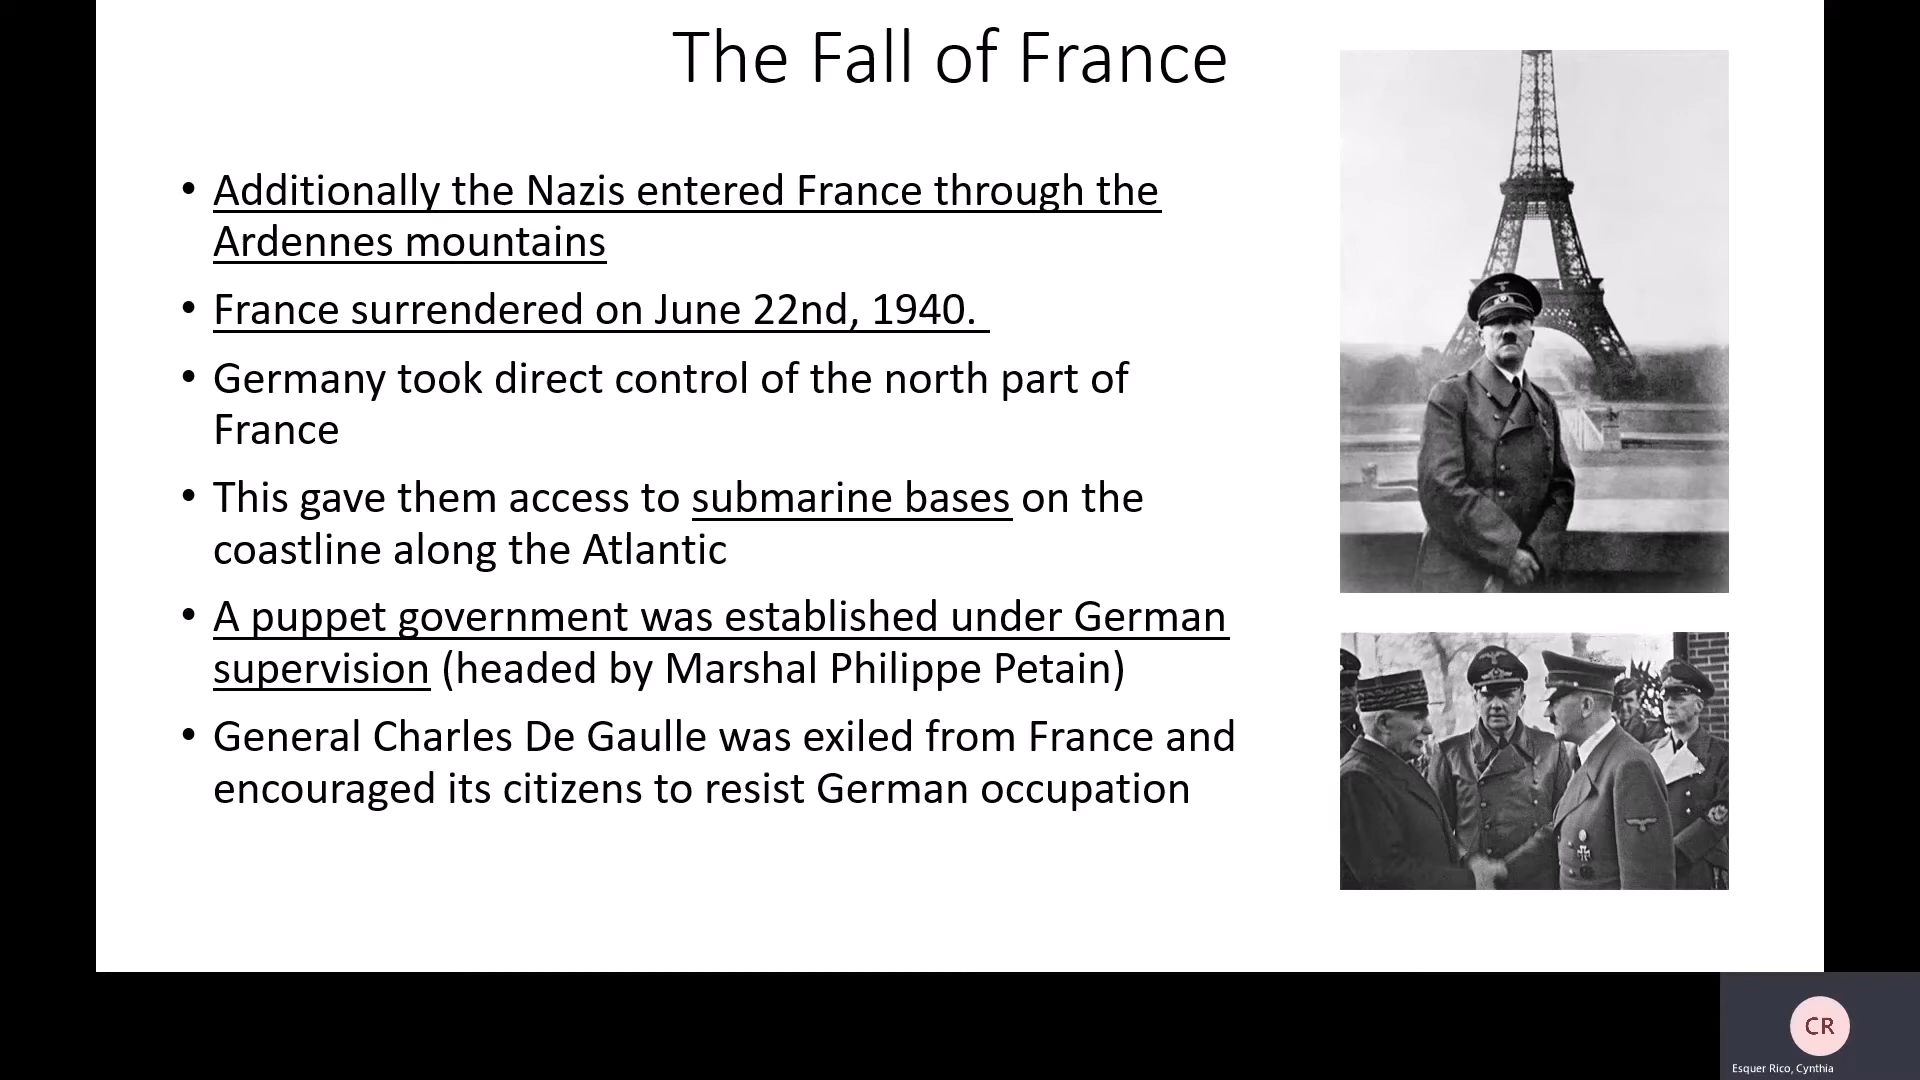 The Fall of France
• Additionally the Nazis entered France through the
Ardennes mountains
• France surrendered on June 22nd, 1940.
• Germany took direct control of the north part of
France
• This gave them access to submarine bases on the
coastline along the Atlantic
• A puppet government was established under German
supervision (headed by Marshal Philippe Petain)
• General Charles De Gaulle was exiled from France and
encouraged its citizens to resist German occupation
CR
Esquer Rico, Cynthia